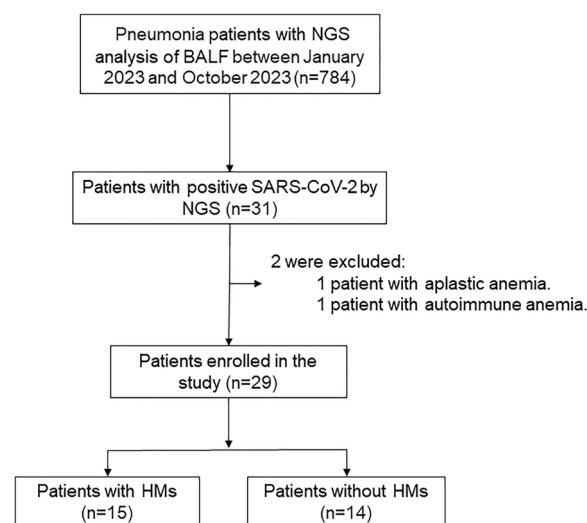 Pneumonia patients with NGS
analysis of BALF between January
2023 and October 2023 (n=784)
Patients with positive SARS-CoV-2 by
NGS (n=31)
2 were excluded:
1 patient with aplastic anemia.
1 patient with autoimmune anemia.
Patients enrolled in the
study (n=29)
Patients with HMs
(n=15)
Patients without HMs
(n=14)